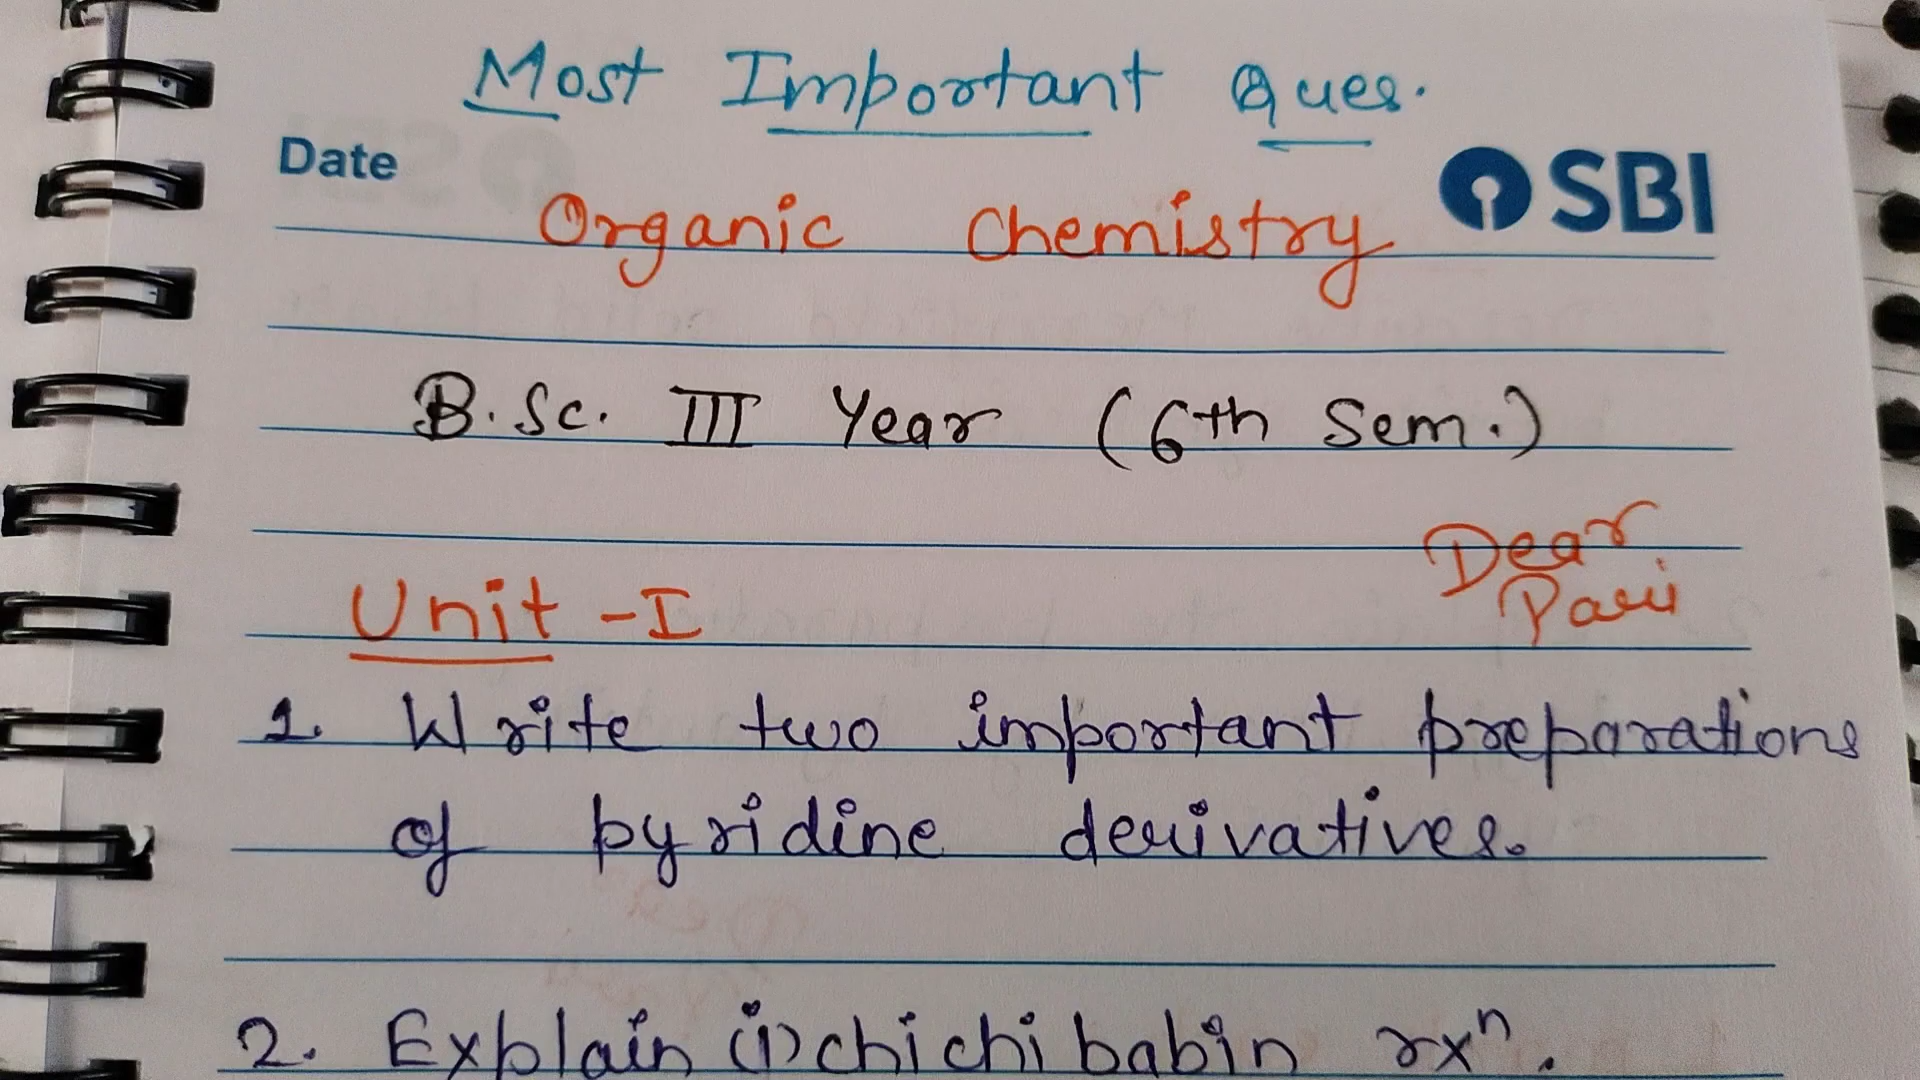 Most Important Ques.
Date
SBI
Organic Chemistry
B.Sc. III Year (6th Sem.)
Dear
Pari
Unit -I
1. Write two important preparations
of pyridine derivatives.
2. Explain (i) chichibabin rxⁿ.